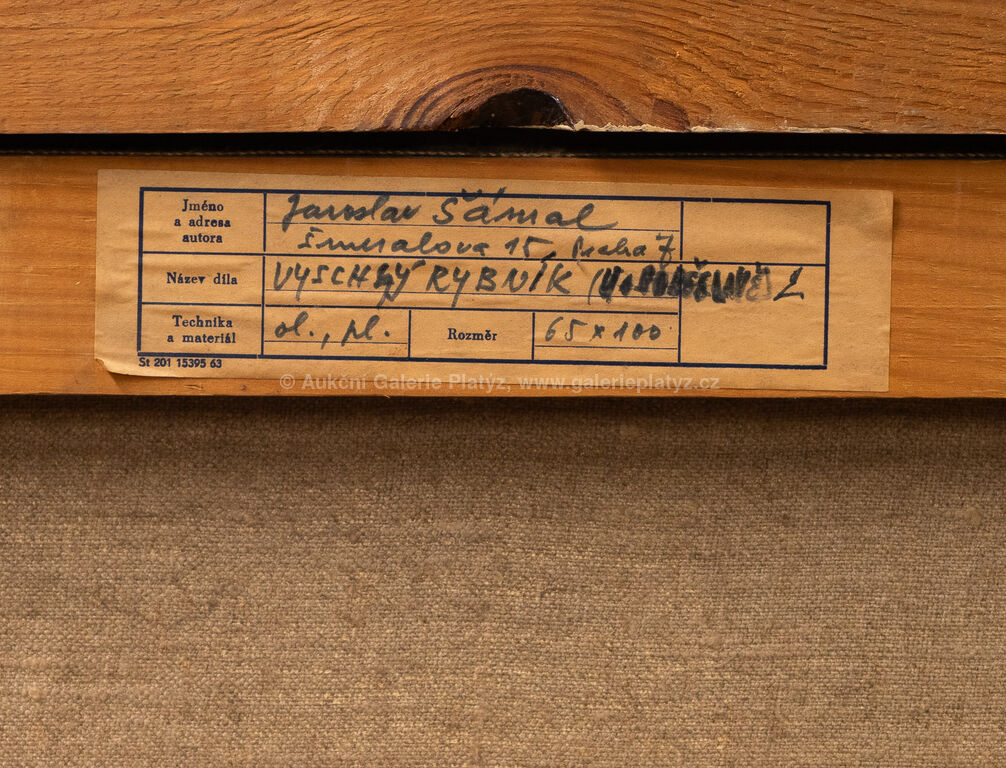 Jméno
a adresa
autora
Jaroslav Šámal
Šmeralova 15, Praha 7
Název díla
VYSCHLÝ RYBNÍK
Technika
a materiál
ol., pl.
Rozměr
65 x 100
St 201 15395 63
© Aukční Galerie Platýz, www.galerieplatyz.cz